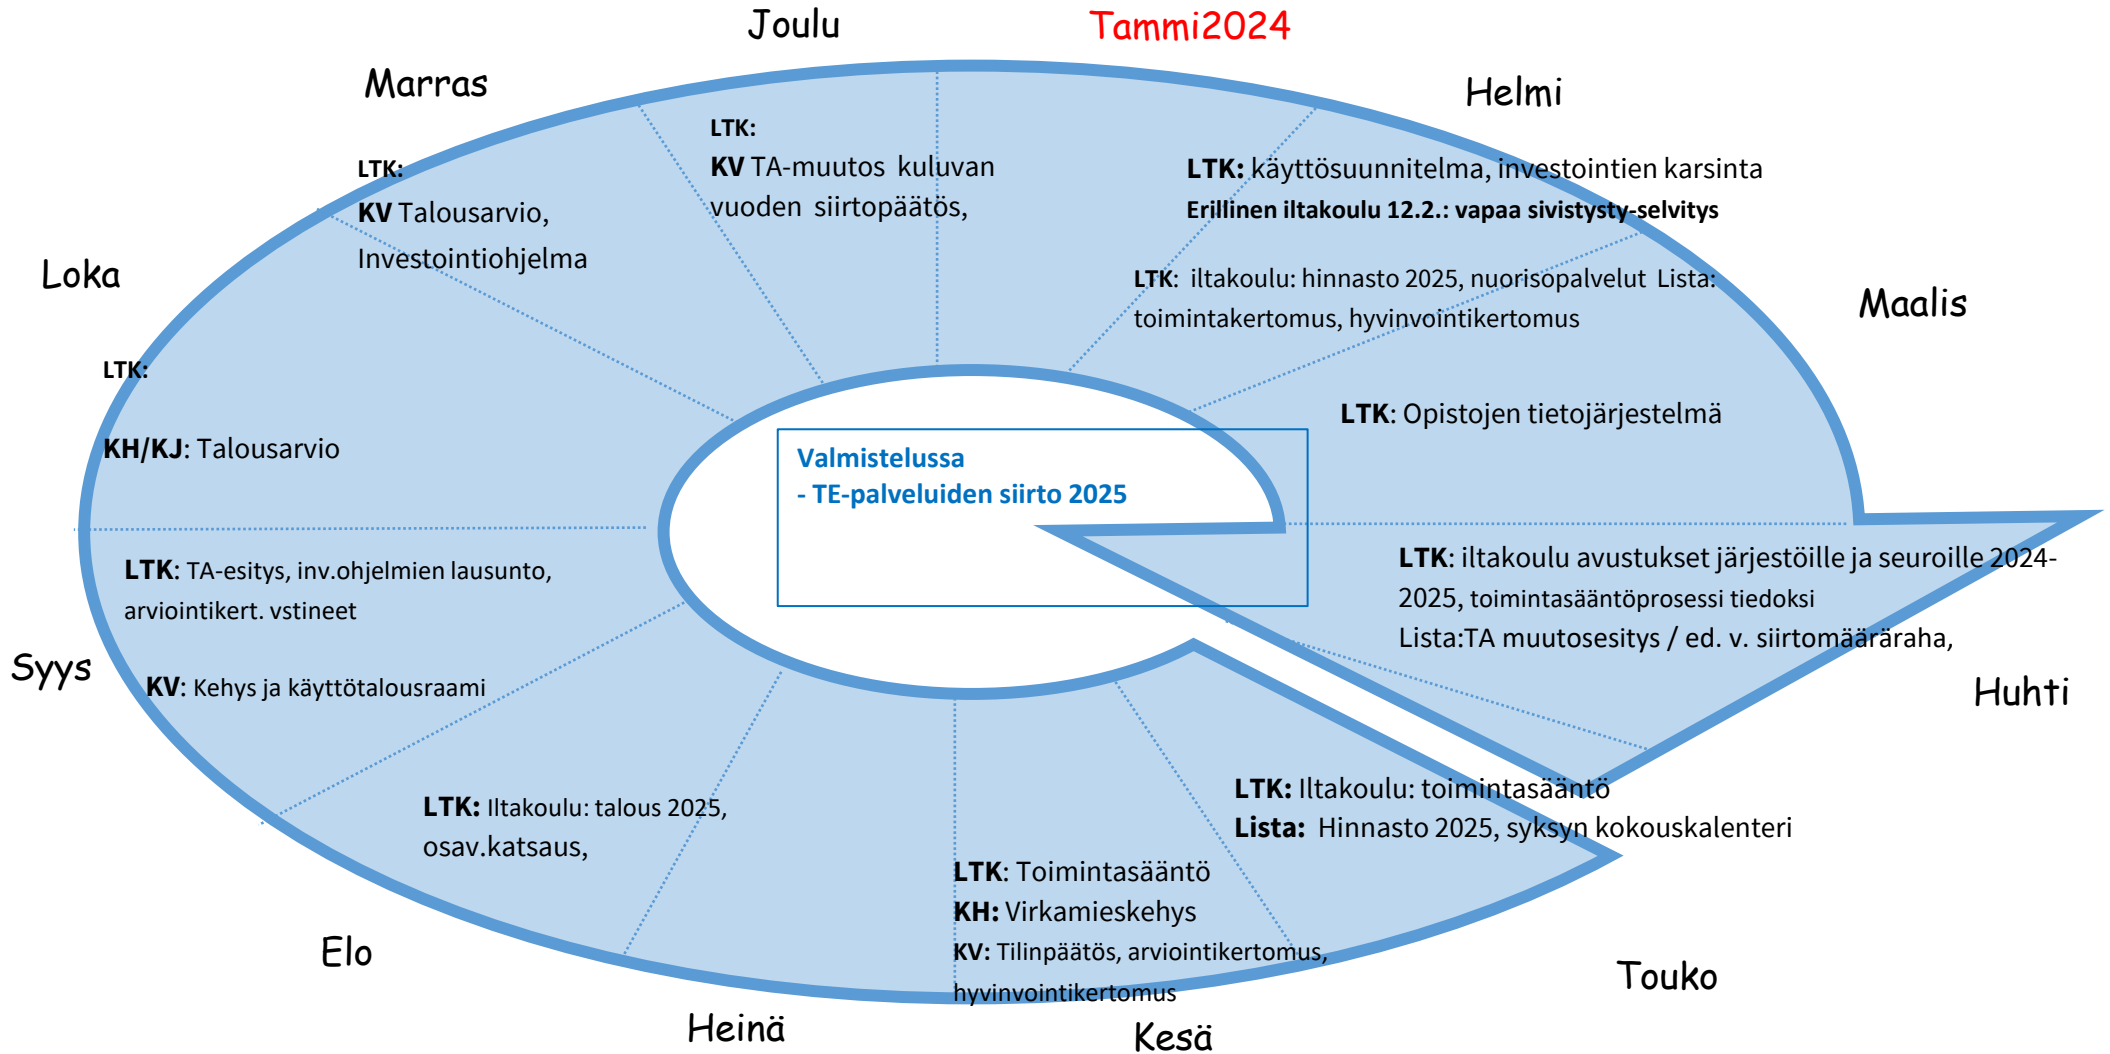 Joulu
Tammi2024
Marras
Helmi
LTK:
KV TA-muutos kuluvan
vuoden siirtopäätös,
LTK:
KV Talousarvio,
Investointiohjelma
LTK: käyttösuunnitelma, investointien karsinta
Erillinen iltakoulu 12.2.: vapaa sivistysty-selvitys
Loka
LTK: iltakoulu: hinnasto 2025, nuorisopalvelut Lista:
toimintakertomus, hyvinvointikertomus
Maalis
LTK:
KH/KJ: Talousarvio
LTK: Opistojen tietojärjestelmä
Valmistelussa
- TE-palveluiden siirto 2025
LTK: TA-esitys, inv.ohjelmien lausunto,
arviointikert. vstineet
KV: Kehys ja käyttötalousraami
Syys
LTK: iltakoulu avustukset järjestöille ja seuroille 2024-
2025, toimintasääntöprosessi tiedoksi
Lista:TA muutosesitys / ed. v. siirtomääräraha,
Huhti
LTK: Iltakoulu: talous 2025,
osav.katsaus,
LTK: Iltakoulu: toimintasääntö
Lista: Hinnasto 2025, syksyn kokouskalenteri
LTK: Toimintasääntö
KH: Virkamieskehys
KV: Tilinpäätös, arviointikertomus,
hyvinvointikertomus
Elo
Touko
Heinä
Kesä